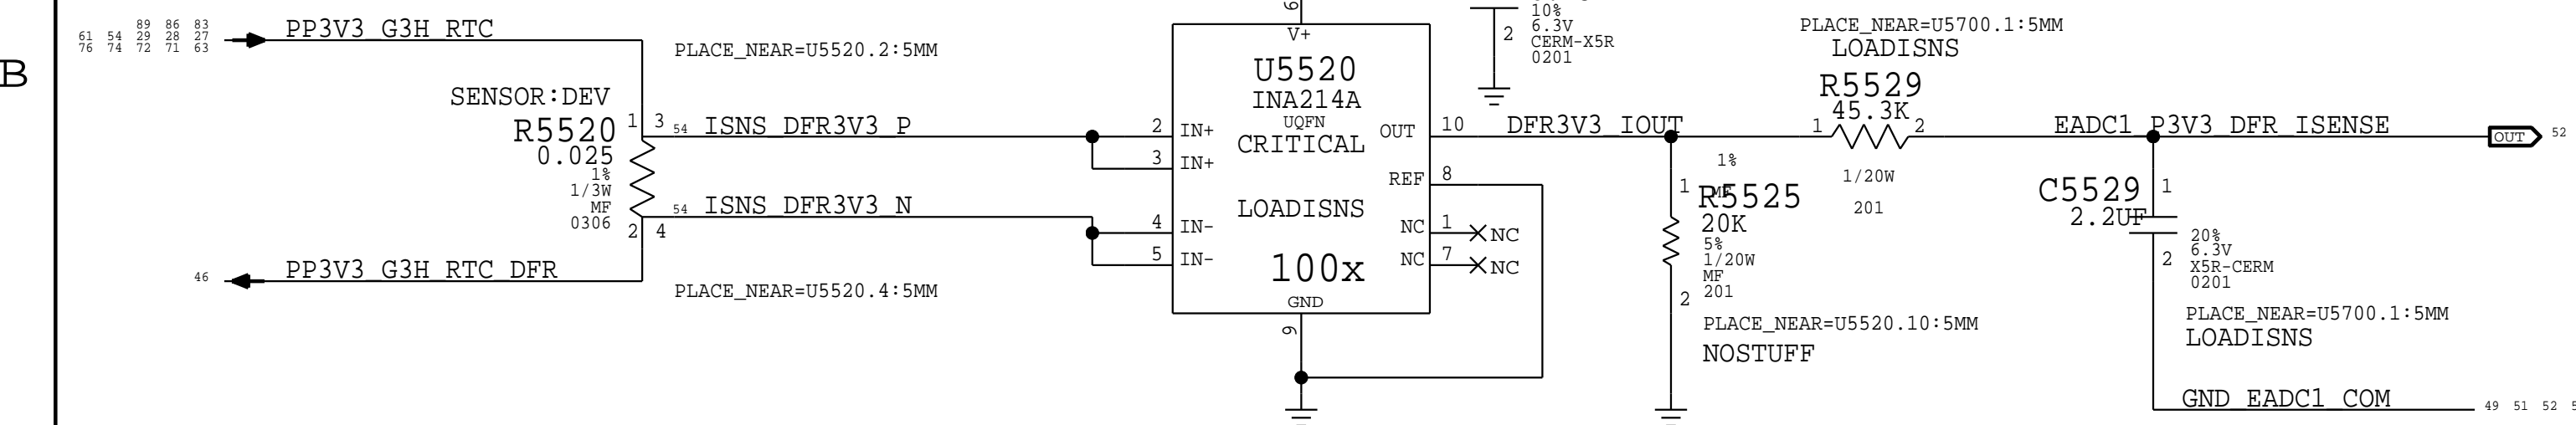 B
89 86 83
61 54 29 28 27
76 74 72 71 63
PP3V3_G3H_RTC
PLACE_NEAR=U5520.2:5MM
SENSOR:DEV
R5520
0.025
1%
1/3W
MF
0306
1 3
2 4
54 ISNS_DFR3V3_P
54 ISNS_DFR3V3_N
46 PP3V3_G3H_RTC_DFR
PLACE_NEAR=U5520.4:5MM
6
V+
U5520
INA214A
UQFN
CRITICAL
LOADISNS
100x
GND
9
2 IN+
3 IN+
4 IN-
5 IN-
OUT 10
REF 8
NC 1 NC
NC 7 NC
10%
6.3V
CERM-X5R
0201
2
DFR3V3_IOUT
PLACE_NEAR=U5700.1:5MM
LOADISNS
R5529
45.3K
1 2
1%
1/20W
MF
201
1
R5525
20K
5%
1/20W
MF
201
2
PLACE_NEAR=U5520.10:5MM
NOSTUFF
EADC1_P3V3_DFR_ISENSE
OUT 52
C5529
2.2UF
1
2
20%
6.3V
X5R-CERM
0201
PLACE_NEAR=U5700.1:5MM
LOADISNS
GND_EADC1_COM
49 51 52